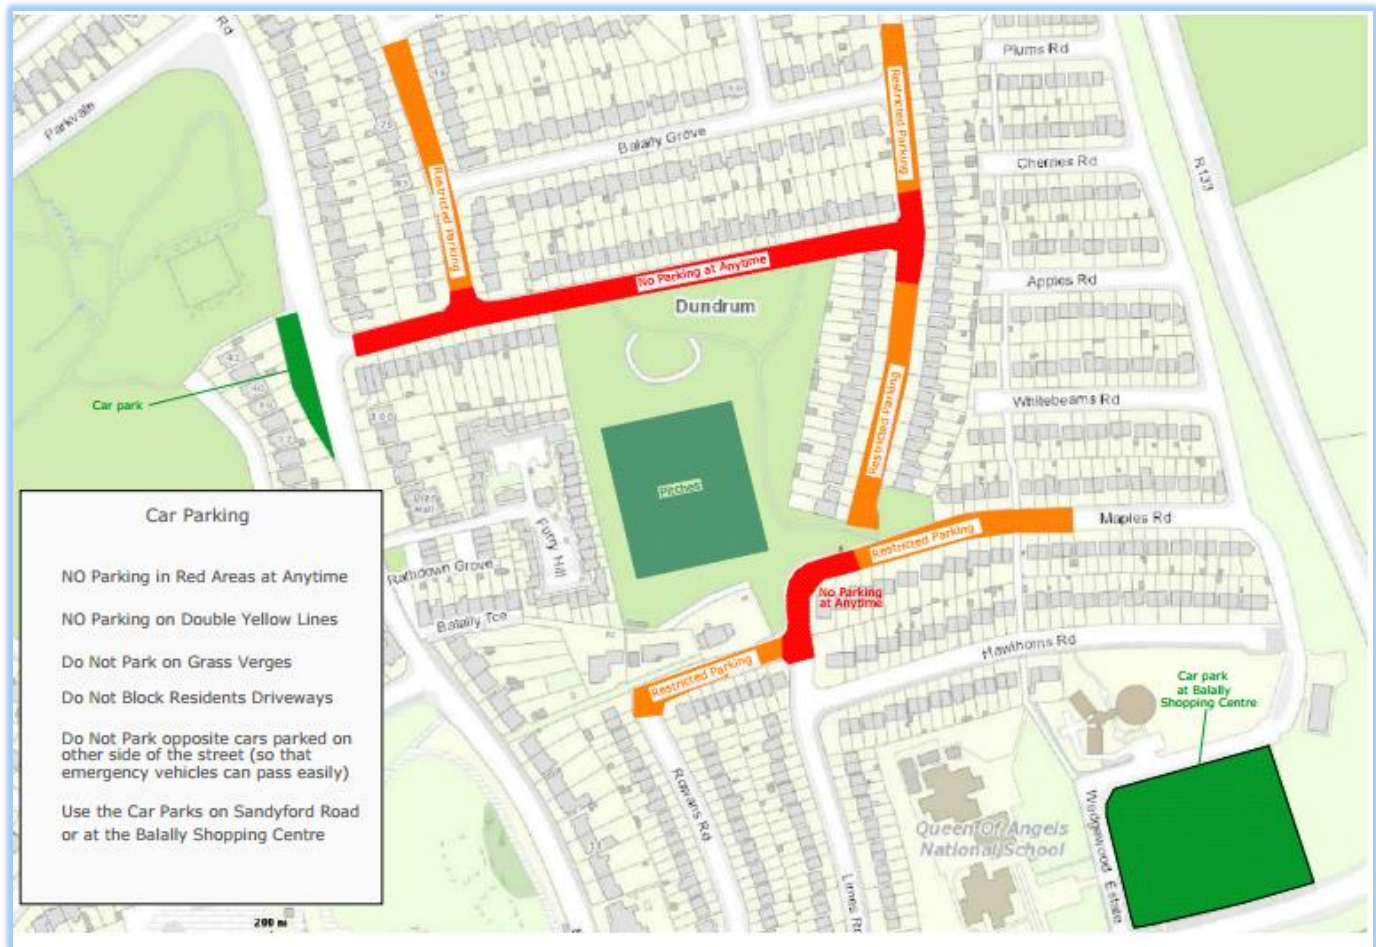 Rd
Parkvale
Plums Rd
Restricted Parking
Restricted Parking
Balally Grove
Cherries Rd
R133
No Parking at Anytime
Dundrum
Apples Rd
Car park
Restricted Parking
Whitebeams Rd
Pitches
Maples Rd
Restricted Parking
Furry Hill
Rathdown Grove
Balally Tce
No Parking
at Anytime
Hawthorns Rd
Restricted Parking
Car park
at Balally
Shopping Centre
Rowans Rd
Limes Rd
Queen Of Angels
National School
Wedgewood Estate
Car Parking
NO Parking in Red Areas at Anytime
NO Parking on Double Yellow Lines
Do Not Park on Grass Verges
Do Not Block Residents Driveways
Do Not Park opposite cars parked on
other side of the street (so that
emergency vehicles can pass easily)
Use the Car Parks on Sandyford Road
or at the Balally Shopping Centre
200 m